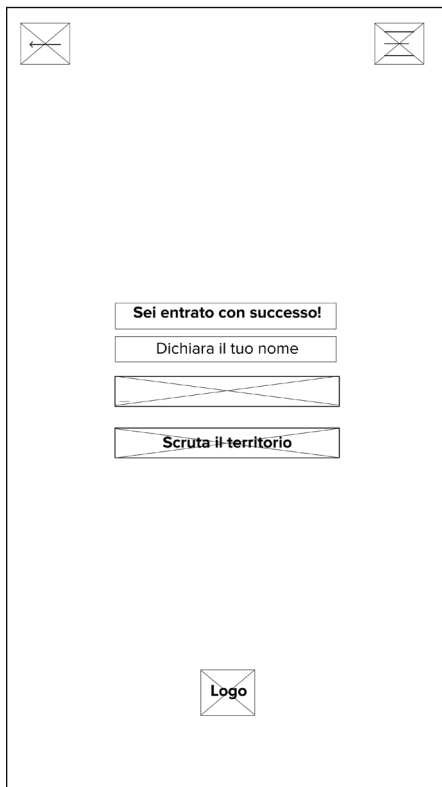 Sei entrato con successo!
Dichiara il tuo nome
Scruta il territorio
Logo